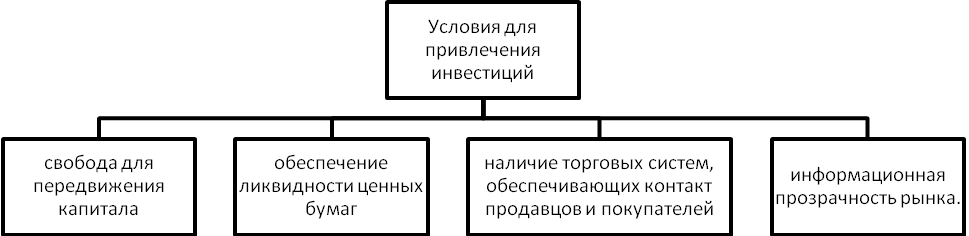 Условия для
привлечения
инвестиций
свобода для
передвижения
капитала
обеспечение
ликвидности ценных
бумаг
наличие торговых систем,
обеспечивающих контакт
продавцов и покупателей
информационная
прозрачность рынка.